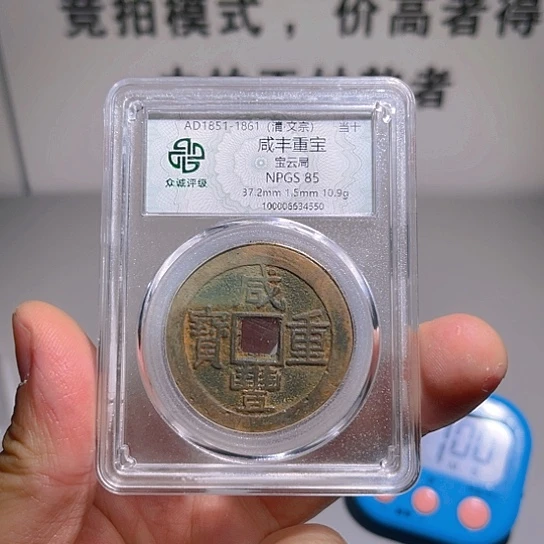 竞拍模式，价高者得
者
AD1851-1861（清·文宗） 当十
咸丰重宝
宝云局
NPGS 85
37.2mm 1.5mm 10.9g
众诚评级
咸
寶 重
豐